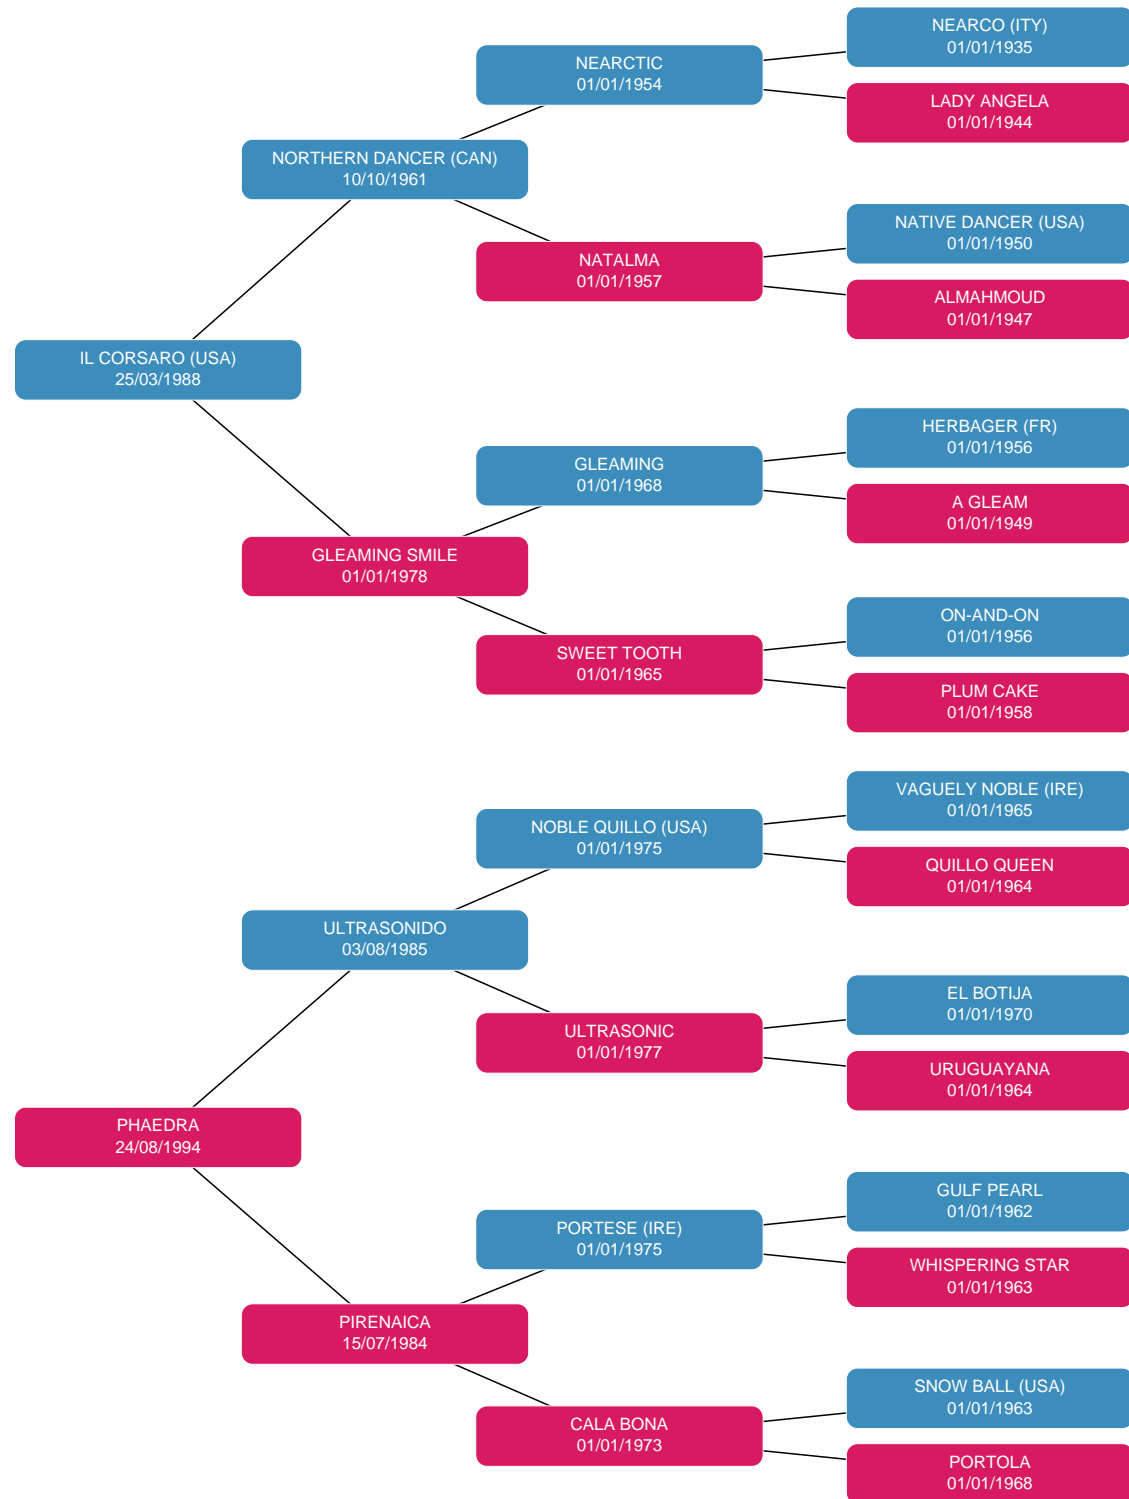 NEARCO (ITY)
01/01/1935
NEARCTIC
01/01/1954
LADY ANGELA
01/01/1944
NORTHERN DANCER (CAN)
10/10/1961
NATIVE DANCER (USA)
01/01/1950
NATALMA
01/01/1957
ALMAHMOUD
01/01/1947
IL CORSARO (USA)
25/03/1988
HERBAGER (FR)
01/01/1956
GLEAMING
01/01/1968
A GLEAM
01/01/1949
GLEAMING SMILE
01/01/1978
ON-AND-ON
01/01/1956
SWEET TOOTH
01/01/1965
PLUM CAKE
01/01/1958
VAGUELY NOBLE (IRE)
01/01/1965
NOBLE QUILLO (USA)
01/01/1975
QUILLO QUEEN
01/01/1964
ULTRASONIDO
03/08/1985
EL BOTIJA
01/01/1970
ULTRASONIC
01/01/1977
URUGUAYANA
01/01/1964
PHAEDRA
24/08/1994
GULF PEARL
01/01/1962
PORTESE (IRE)
01/01/1975
WHISPERING STAR
01/01/1963
PIRENAICA
15/07/1984
SNOW BALL (USA)
01/01/1963
CALA BONA
01/01/1973
PORTOLA
01/01/1968